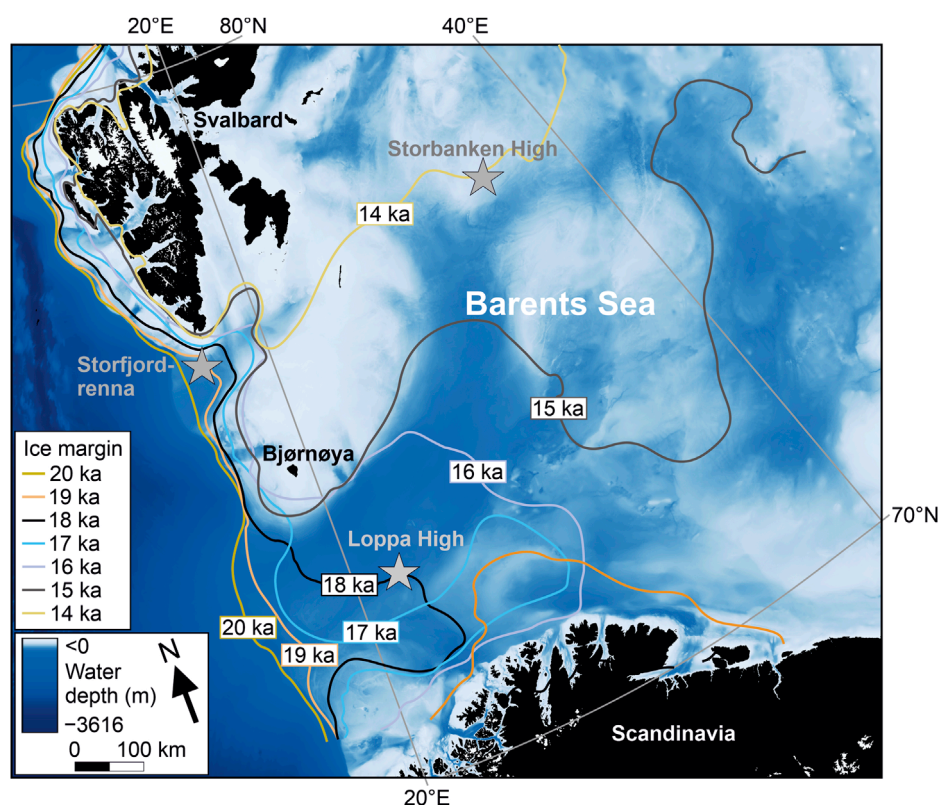 20°E
80°N
40°E
Svalbard
Storbanken High
14 ka
Barents Sea
Storfjord-
renna
15 ka
Ice margin
20 ka
19 ka
18 ka
17 ka
16 ka
15 ka
14 ka
Bjørnøya
16 ka
70°N
Loppa High
18 ka
20 ka
17 ka
19 ka
<0
Water
depth (m)
−3616
N
0 100 km
Scandinavia
20°E